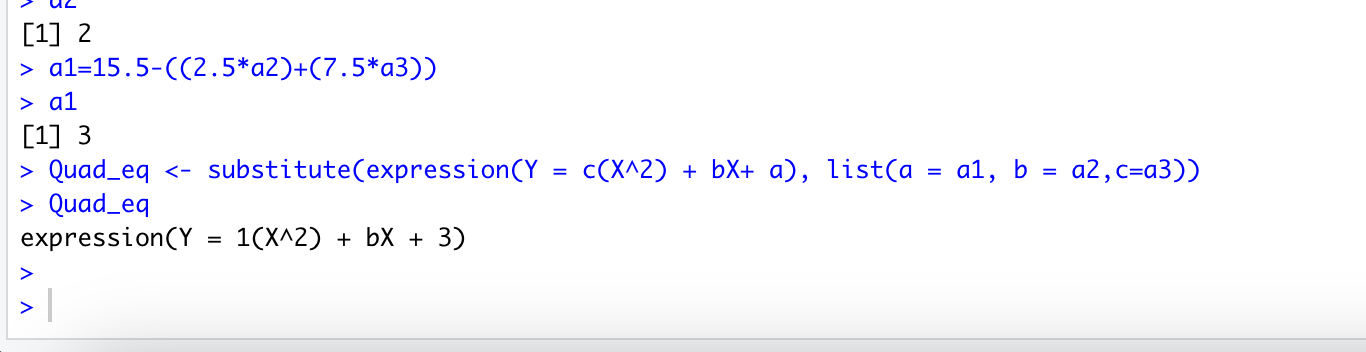 > a2
[1] 2
> a1=15.5-((2.5*a2)+(7.5*a3))
> a1
[1] 3
> Quad_eq <- substitute(expression(Y = c(X^2) + bX+ a), list(a = a1, b = a2,c=a3))
> Quad_eq
expression(Y = 1(X^2) + bX + 3)
>
>